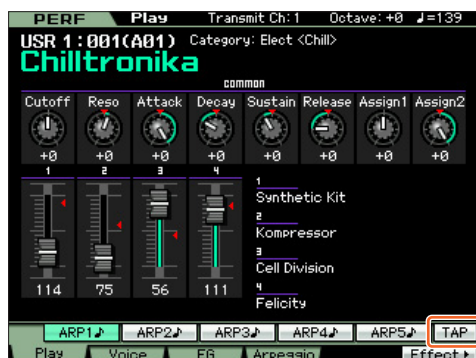 PERF Play Transmit Ch: 1 Octave: +0 ♩=139
USR 1:001(A01) Category: Elect <Chill>
Chilltronika
common
Cutoff Reso Attack Decay Sustain Release Assign1 Assign2
+0 +0 +0 +0 +0 +0 +0 +0
1 2 3 4
1
Synthetic Kit
2
Kompressor
3
Cell Division
4
Felicity
114 75 56 111
ARP1♪ ARP2♪ ARP3♪ ARP4♪ ARP5♪ TAP
Play Voice EG Arpeggio Effect